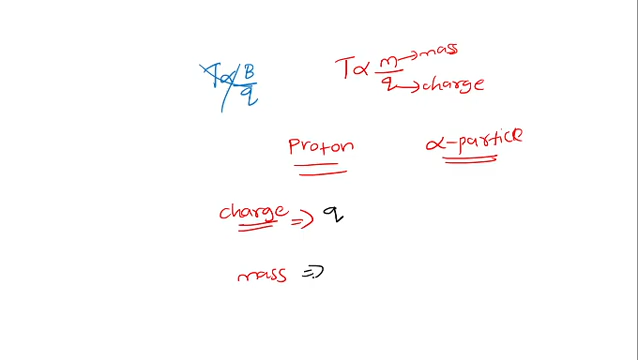 T∝B/q
T∝ m/q → mass → charge
Proton α-particle
charge ⇒ q
mass ⇒